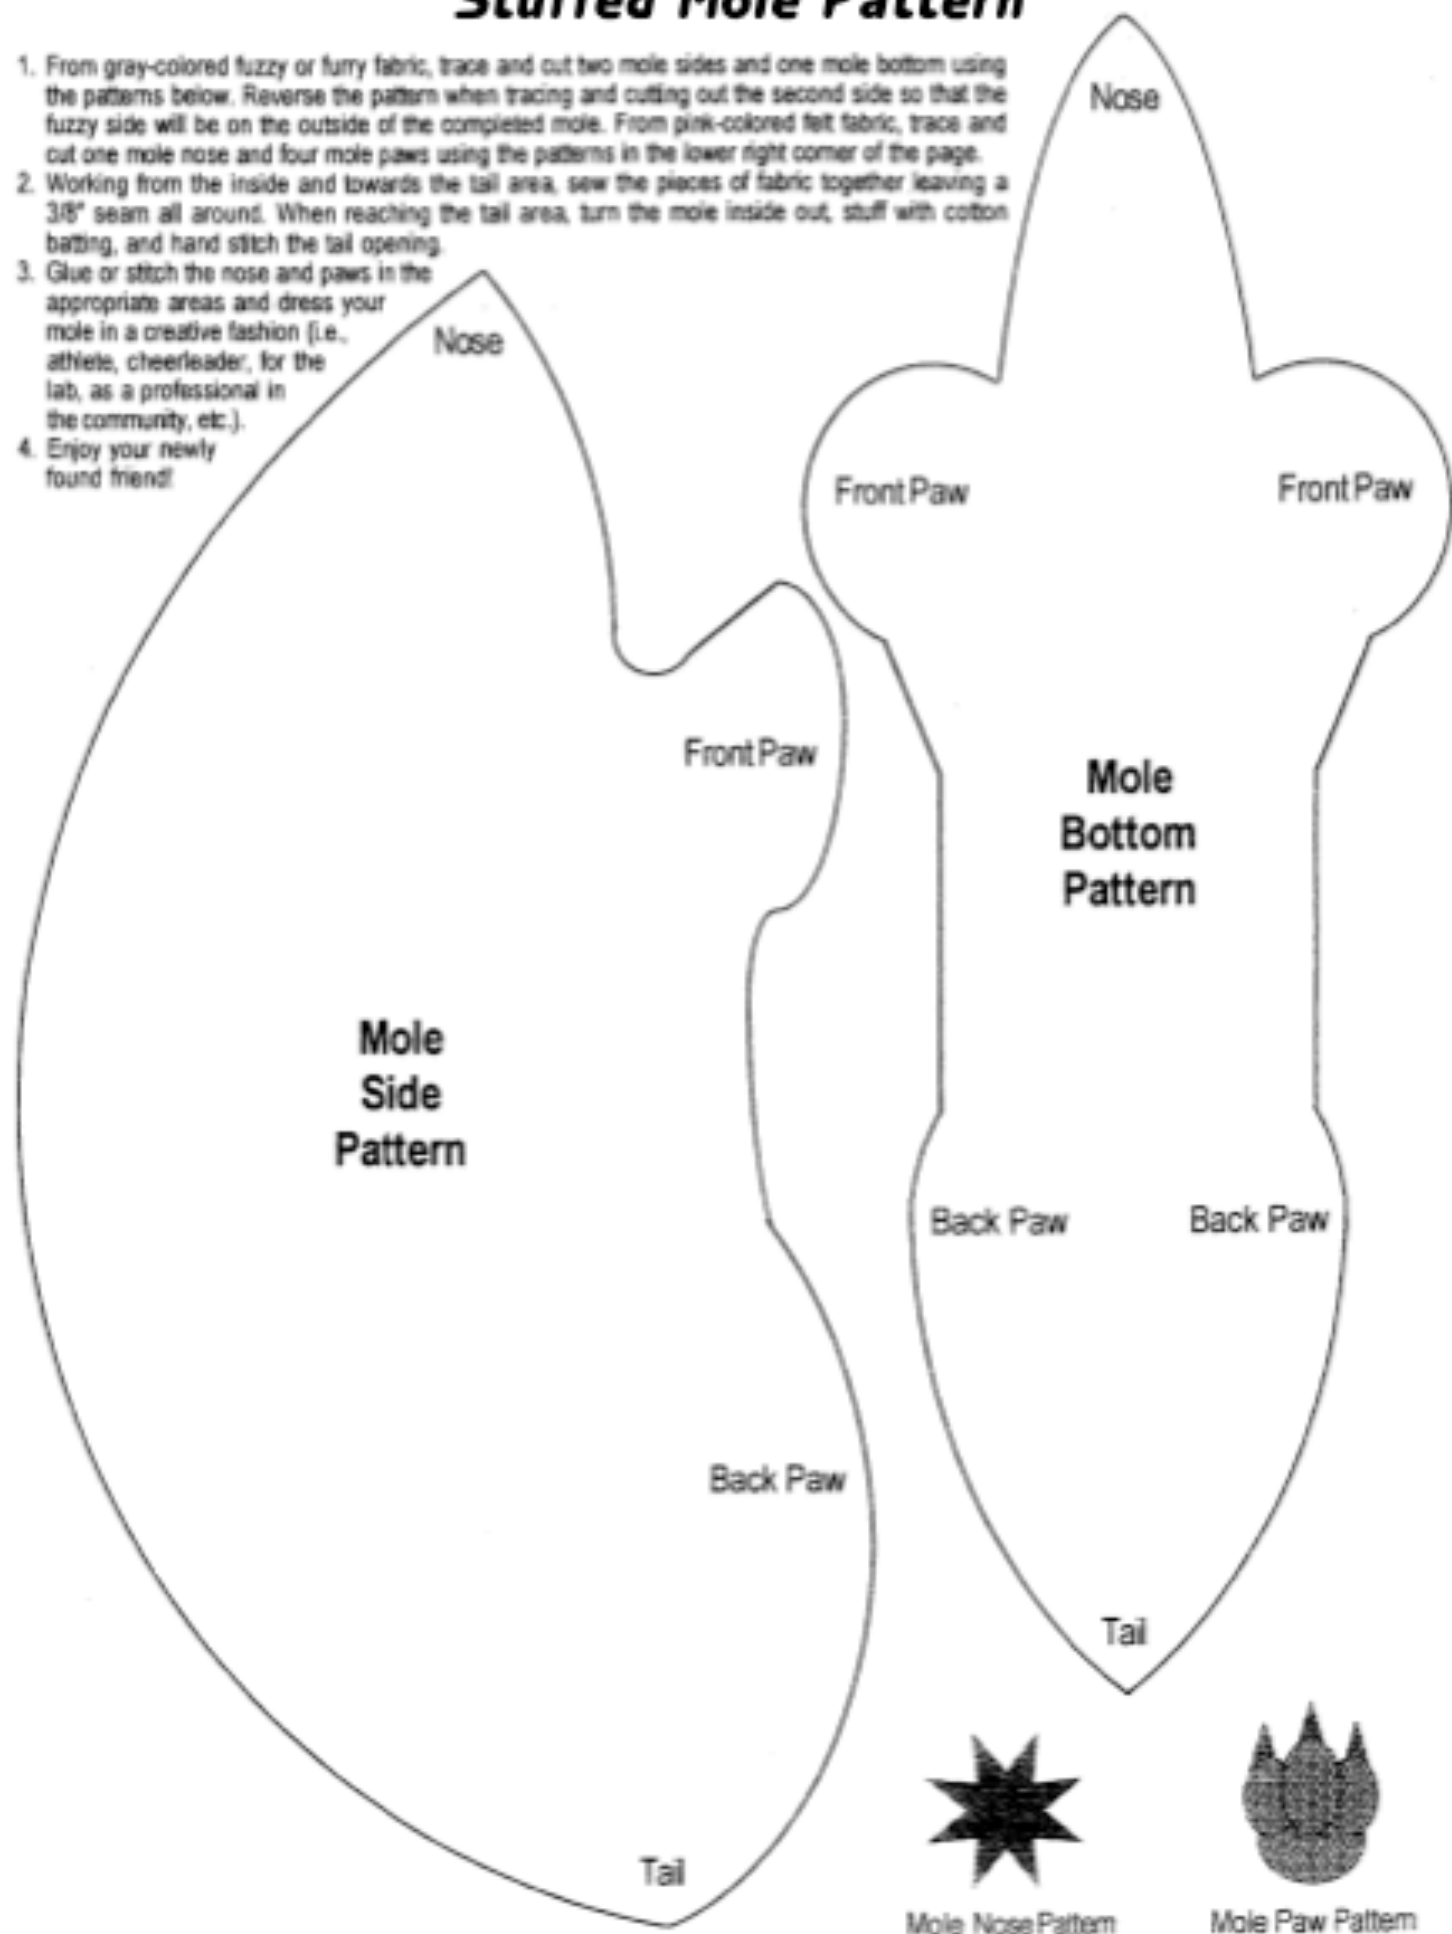 Stuffed Mole Pattern
1. From gray-colored fuzzy or furry fabric, trace and cut two mole sides and one mole bottom using
the patterns below. Reverse the pattern when tracing and cutting out the second side so that the
fuzzy side will be on the outside of the completed mole. From pink-colored felt fabric, trace and
cut one mole nose and four mole paws using the patterns in the lower right corner of the page.
2. Working from the inside and towards the tail area, sew the pieces of fabric together leaving a
3/8" seam all around. When reaching the tail area, turn the mole inside out, stuff with cotton
batting, and hand stitch the tail opening.
3. Glue or stitch the nose and paws in the
appropriate areas and dress your
mole in a creative fashion (i.e.,
athlete, cheerleader, for the
lab, as a professional in
the community, etc.).
4. Enjoy your newly
found friend!
Nose
Front Paw
Mole
Side
Pattern
Back Paw
Tail
Nose
Front Paw
Front Paw
Mole
Bottom
Pattern
Back Paw
Back Paw
Tail
Mole Nose Pattern
Mole Paw Pattern